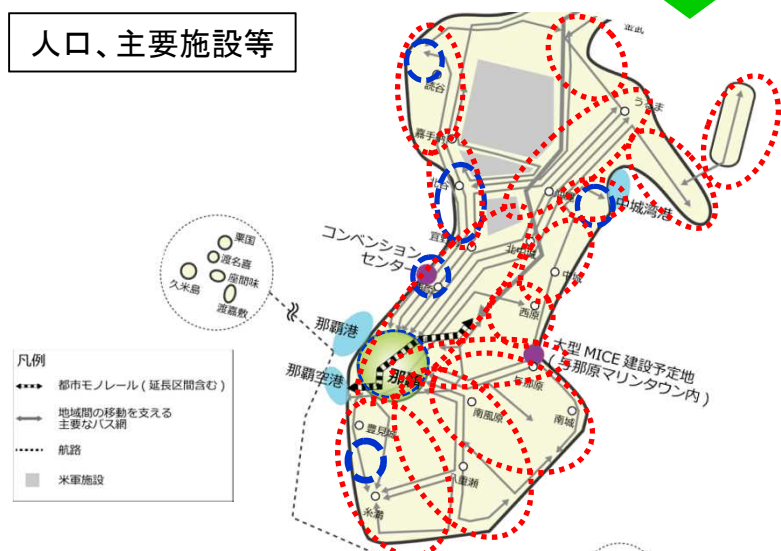 人口、主要施設等
金武
読谷
うるま
嘉手納
北谷
中城湾港
コンベンション
センター
北中城
中城
粟国
渡名喜
座間味
久米島
渡嘉敷
西原
那覇港
那覇空港
那覇
大型 MICE 建設予定地
( 与那原マリンタウン内 )
与那原
南風原
南城
豊見城
八重瀬
糸満
凡例
都市モノレール ( 延長区間含む )
地域間の移動を支える
主要なバス網
航路
米軍施設